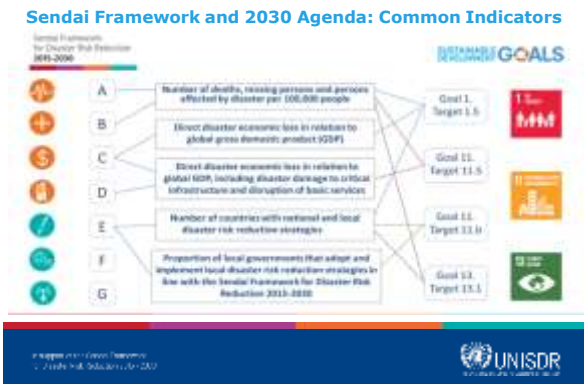 Sendai Framework and 2030 Agenda: Common Indicators
Sendai Framework
for Disaster Risk Reduction
2015-2030
SUSTAINABLE
DEVELOPMENT
GOALS
A
B
C
D
E
F
G
Number of deaths, missing persons and persons
affected by disaster per 100,000 people
Direct disaster economic loss in relation to
global gross domestic product (GDP)
Direct disaster economic loss in relation to
global GDP, including disaster damage to critical
infrastructure and disruption of basic services
Number of countries with national and local
disaster risk reduction strategies
Proportion of local governments that adopt and
implement local disaster risk reduction strategies in
line with the Sendai Framework for Disaster Risk
Reduction 2015-2030
Goal 1.
Target 1.5
Goal 11.
Target 11.5
Goal 11.
Target 11.b
Goal 13.
Target 13.1
1
11
13
UNISDR